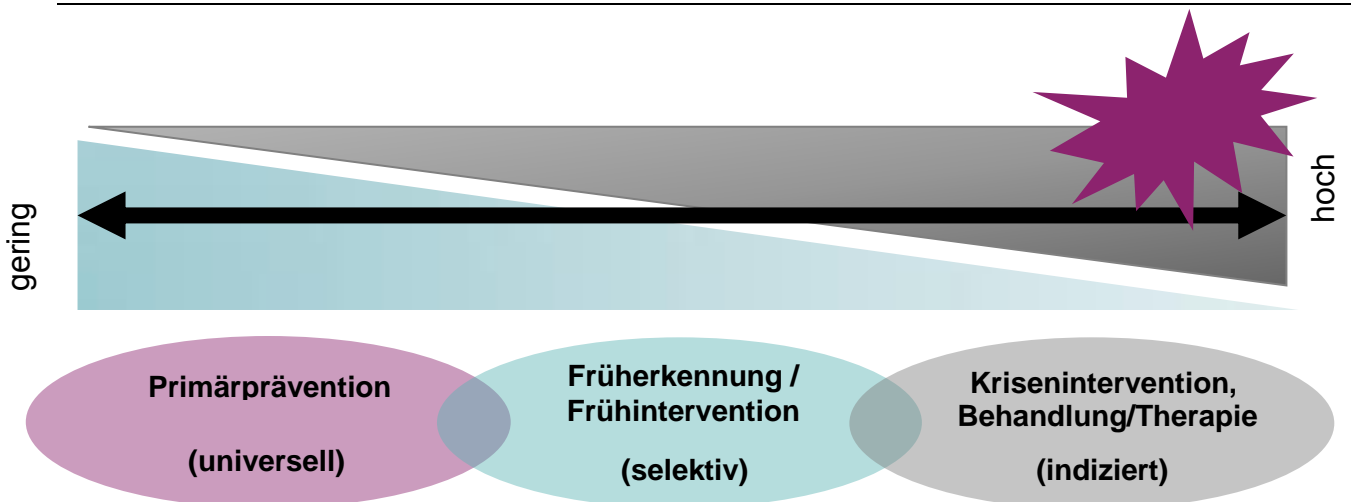 gering
hoch
Primärprävention
(universell)
Früherkennung /
Frühintervention
(selektiv)
Krisenintervention,
Behandlung/Therapie
(indiziert)